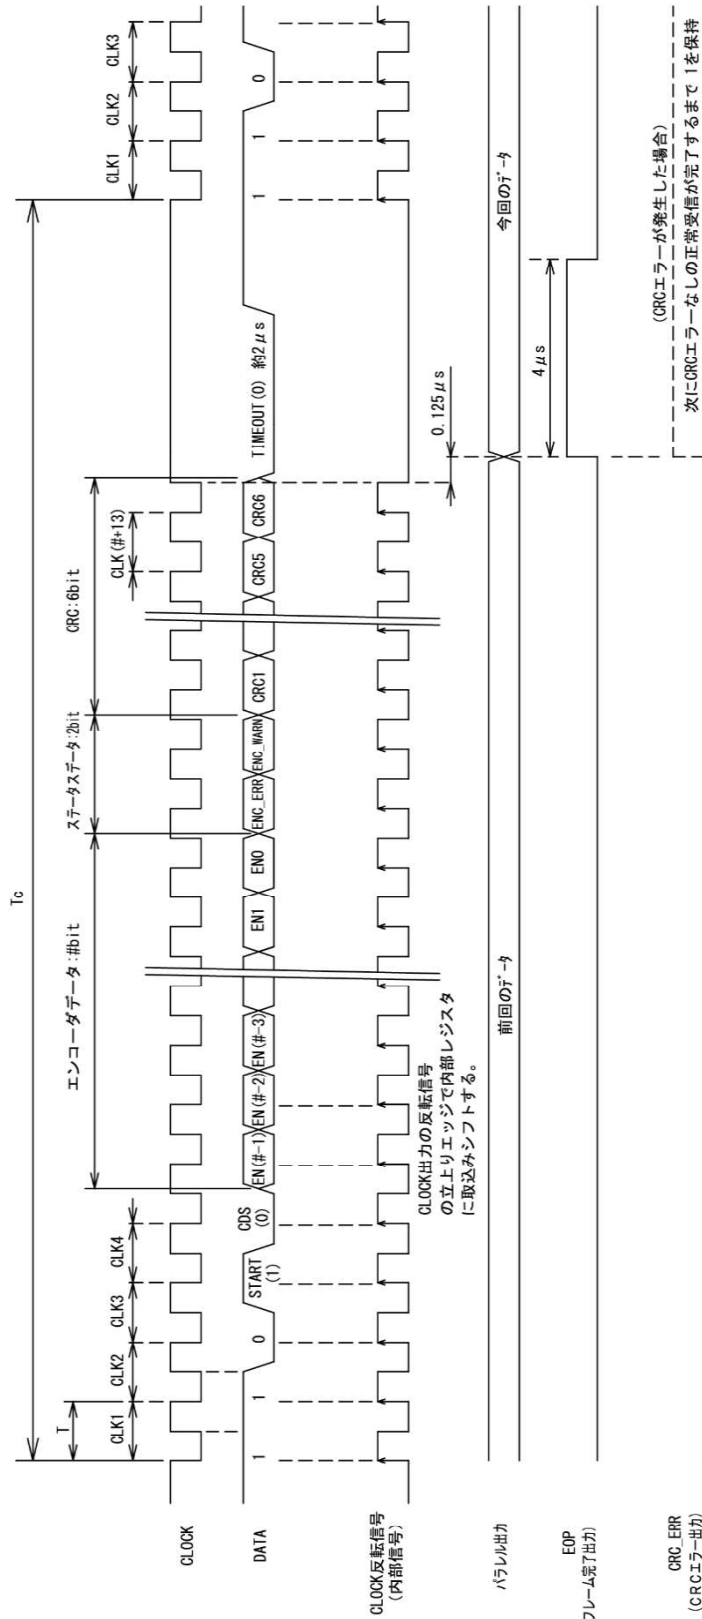 Tc
T
エンコーダデータ:#bit
ステータスデータ:2bit
CRC:6bit
CLK1
CLK2
CLK3
CLK4
CLK(#+13)
CLK1
CLK2
CLK3
CLOCK
DATA
1
1
0
START
(1)
CDS
(0)
EN(#-1)
EN(#-2)
EN(#-3)
EN1
EN0
ENC_ERR
ENC_WARN
CRC1
CRC5
CRC6
TIMEOUT(0) 約2μs
1
1
0
CLOCK反転信号
(内部信号)
CLOCK出力の反転信号
の立上りエッジで内部レジスタ
に取込みシフトする。
0.125μs
パラレル出力
前回のデータ
今回のデータ
EOP
フレーム完了出力)
4μs
CRC_ERR
(CRCエラー出力)
(CRCエラーが発生した場合)
次にCRCエラーなしの正常受信が完了するまで 1を保持